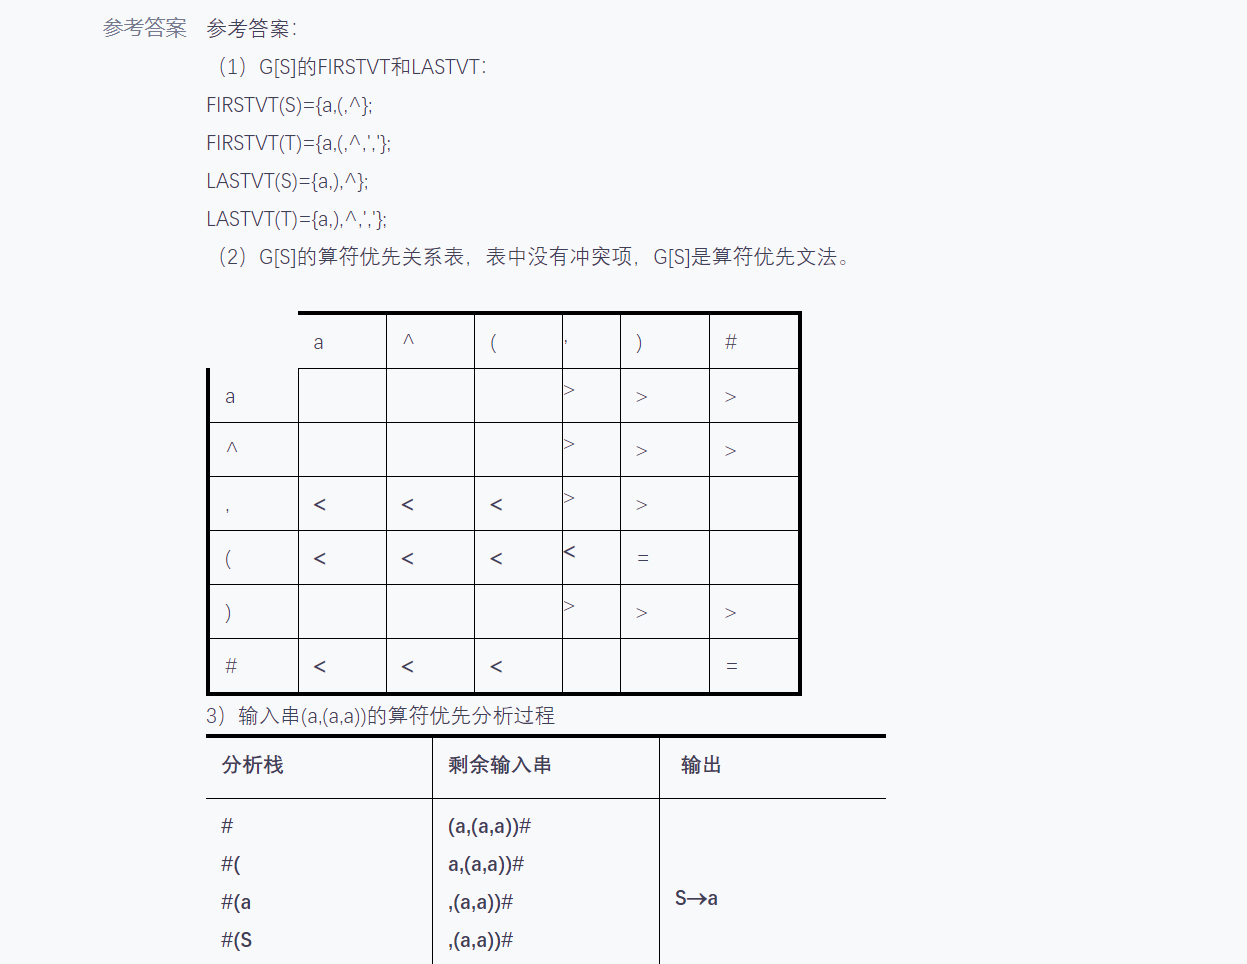 参考答案 参考答案：
（1）G[S]的FIRSTVT和LASTVT：
FIRSTVT(S)={a,(,^};
FIRSTVT(T)={a,(,^,','};
LASTVT(S)={a,),^};
LASTVT(T)={a,),^,','};
（2）G[S]的算符优先关系表，表中没有冲突项，G[S]是算符优先文法。
a ^ ( , ) #
a > > >
^ > > >
, < < < > >
( < < < < =
) > > >
# < < < =
3）输入串(a,(a,a))的算符优先分析过程
分析栈 剩余输入串 输出
# (a,(a,a))#
#( a,(a,a))#
#(a ,(a,a))# S→a
#(S ,(a,a))#